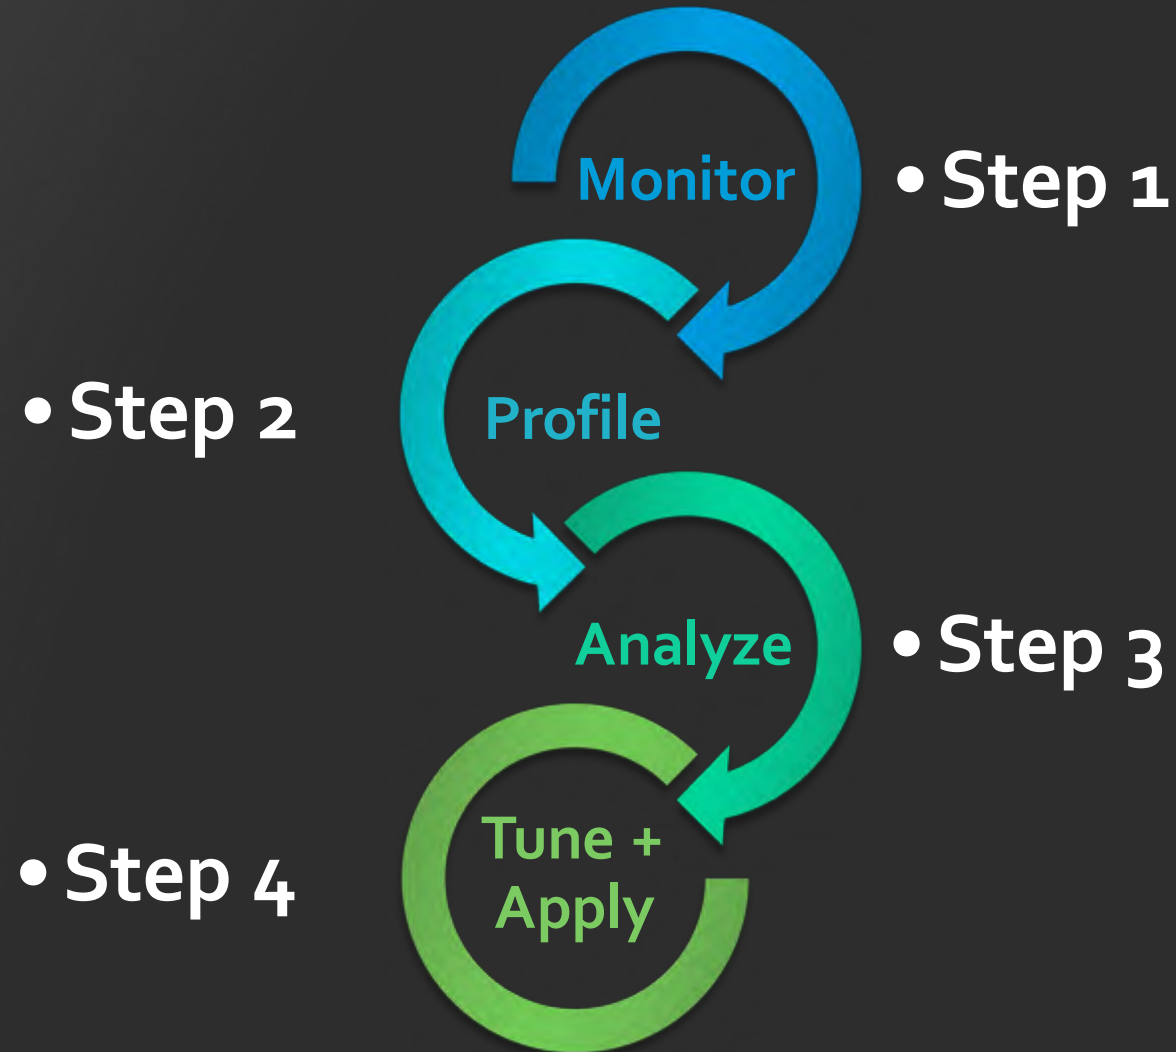 Monitor
• Step 1
• Step 2
Profile
Analyze
• Step 3
• Step 4
Tune +
Apply